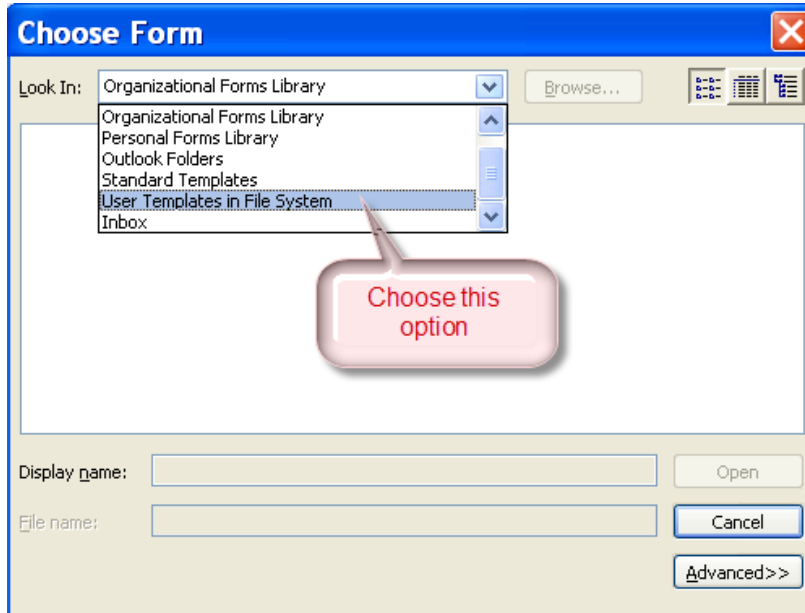 Choose Form
Look In: Organizational Forms Library Browse...
Organizational Forms Library
Personal Forms Library
Outlook Folders
Standard Templates
User Templates in File System
Inbox
Choose this
option
Display name: Open
File name: Cancel
Advanced>>